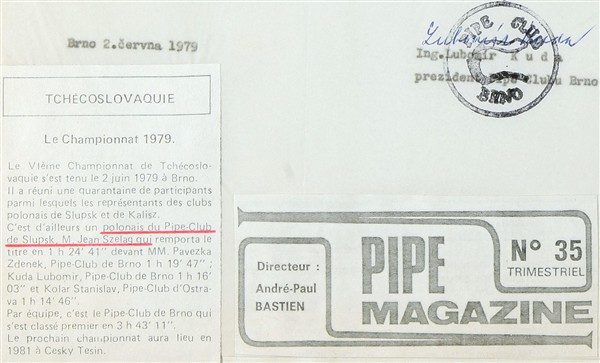 Brno 2.června 1979
Ing.Lubomír Kuda
prezident Pipe Clubu Brno
PIPE CLUB
BRNO
TCHÉCOSLOVAQUIE
Le Championnat 1979.
Le VIème Championnat de Tchécoslo-
vaquie s'est tenu le 2 juin 1979 à Brno.
Il a réuni une quarantaine de participants
parmi lesquels les représentants des clubs
polonais de Slupsk et de Kalisz.
C'est d'ailleurs un polonais du Pipe-Club
de Slupsk, M. Jean Szelag qui remporta le
titre en 1 h 24' 41'' devant MM. Pavezka
Zdenek, Pipe-Club de Brno 1 h 19' 47'' ;
Kuda Lubomir, Pipe-Club de Brno 1 h 16'
03'' et Kolar Stanislav, Pipe-Club d'Ostra-
va 1 h 14' 46''.
Par équipe, c'est le Pipe-Club de Brno qui
s'est classé premier en 3 h 43' 11''.
Le prochain championnat aura lieu en
1981 à Cesky Tesin.
Directeur :
André-Paul
BASTIEN
PIPE
MAGAZINE
N° 35
TRIMESTRIEL